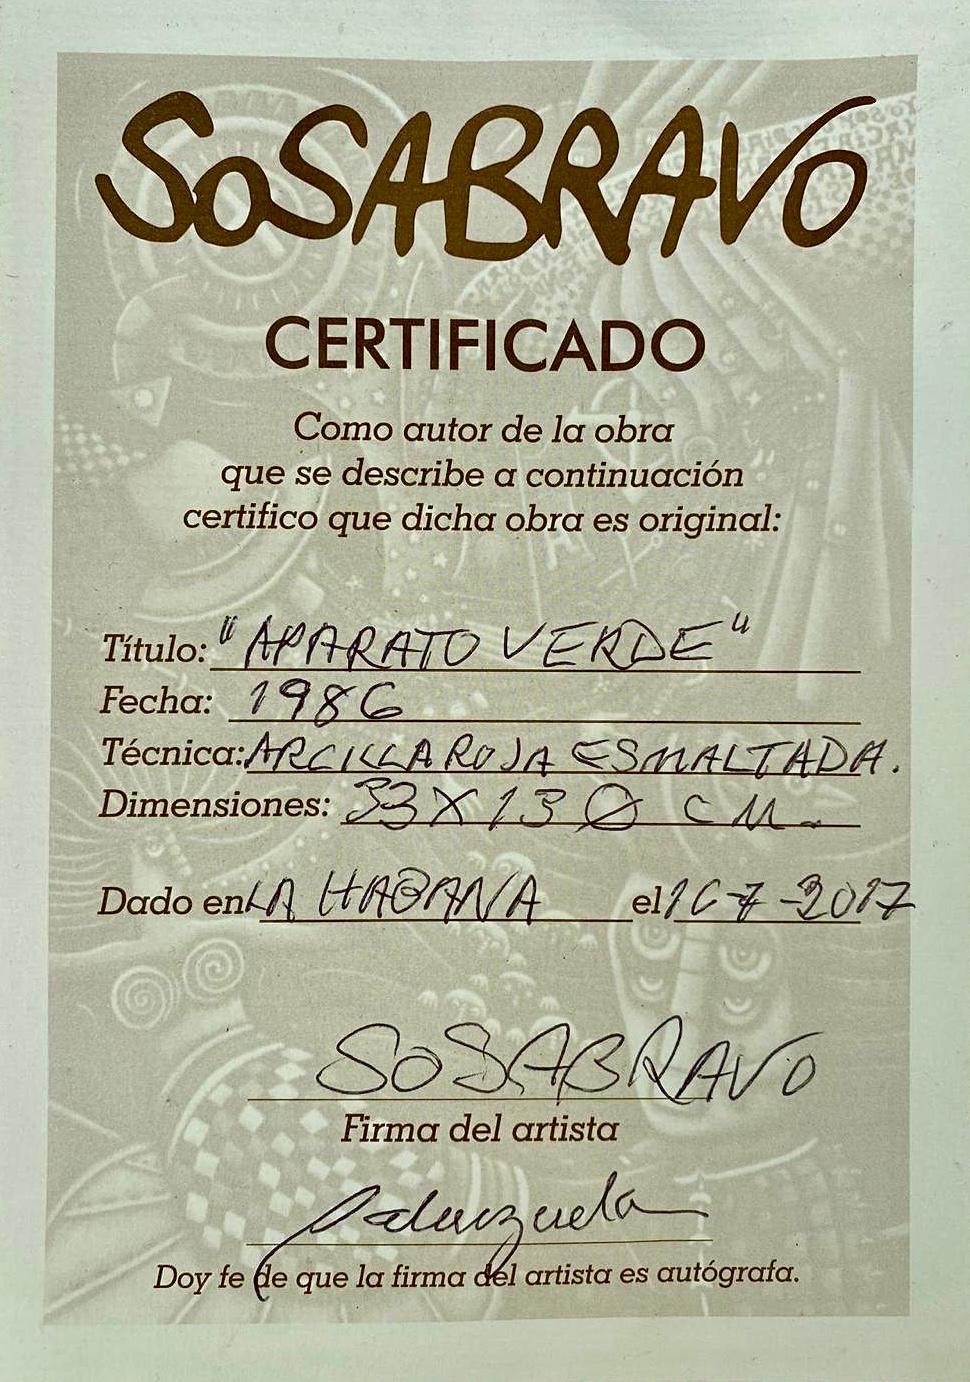 SOSABRAVO
CERTIFICADO
Como autor de la obra
que se describe a continuación
certifico que dicha obra es original:
Título: "APARATO VERDE"
Fecha: 1986
Técnica: ARCILLA ROJA ESMALTADA.
Dimensiones: 33 X 13 Ø CM.
Dado en LA HABANA el 16-7-2017
SOSABRAVO
Firma del artista
Doy fe de que la firma del artista es autógrafa.